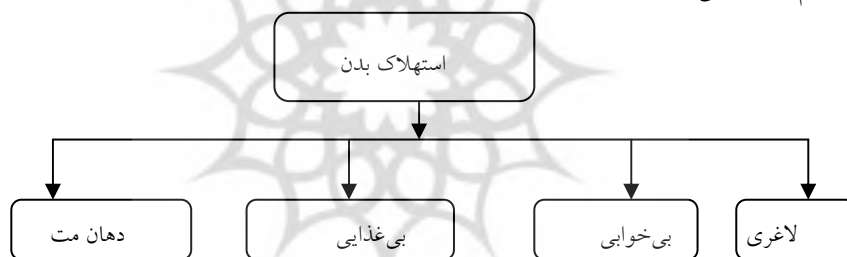 استهلاک بدن
لاغری
بی‌خوابی
بی‌غذایی
دهان مت